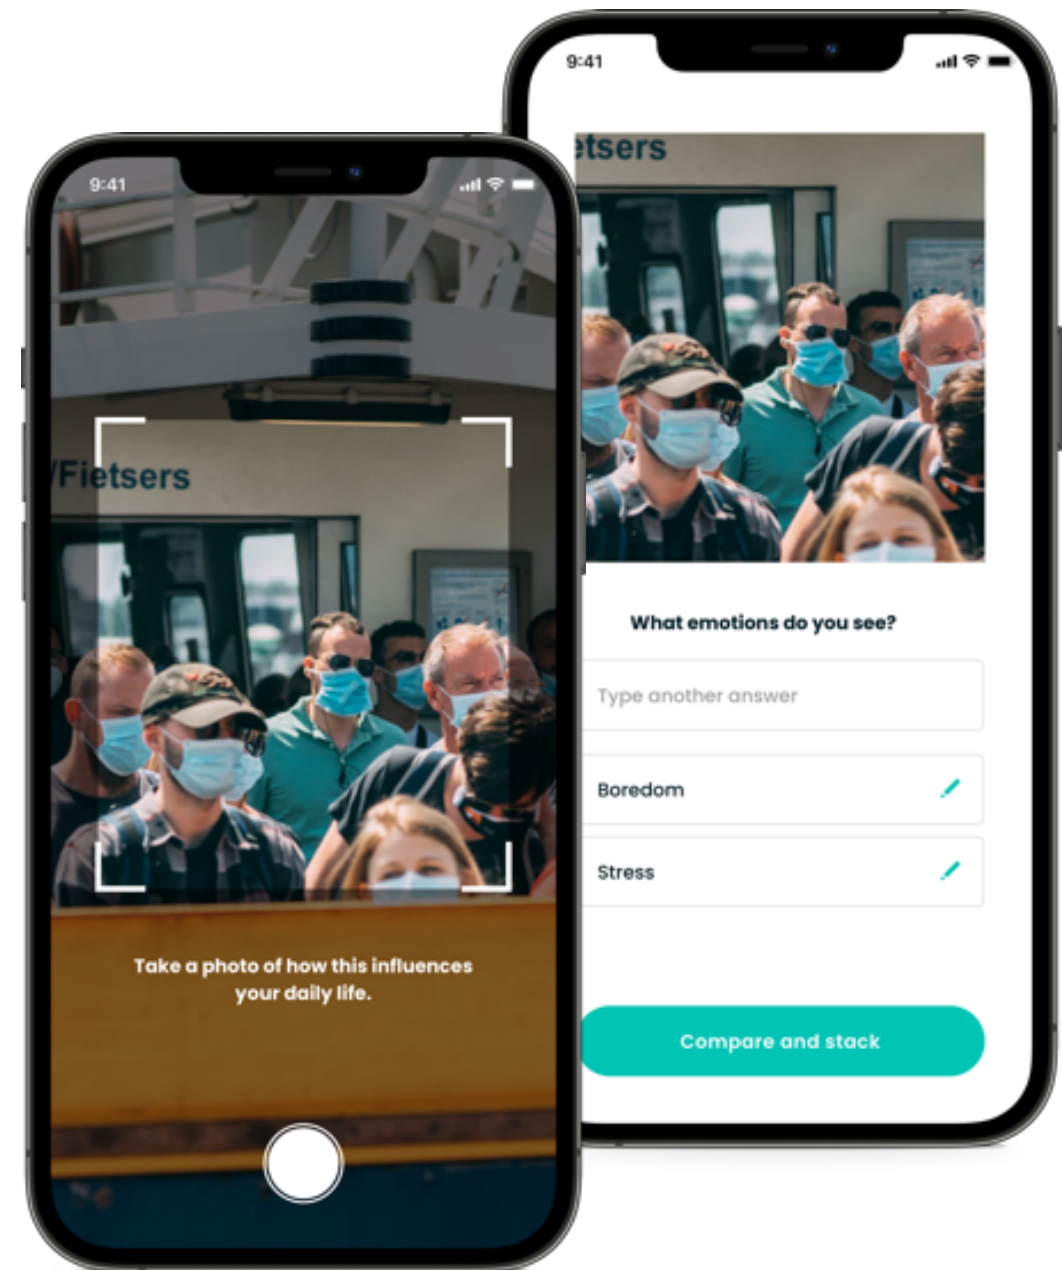 9:41
/Fietsers
Take a photo of how this influences
your daily life.
9:41
etsers
What emotions do you see?
Type another answer
Boredom
Stress
Compare and stack